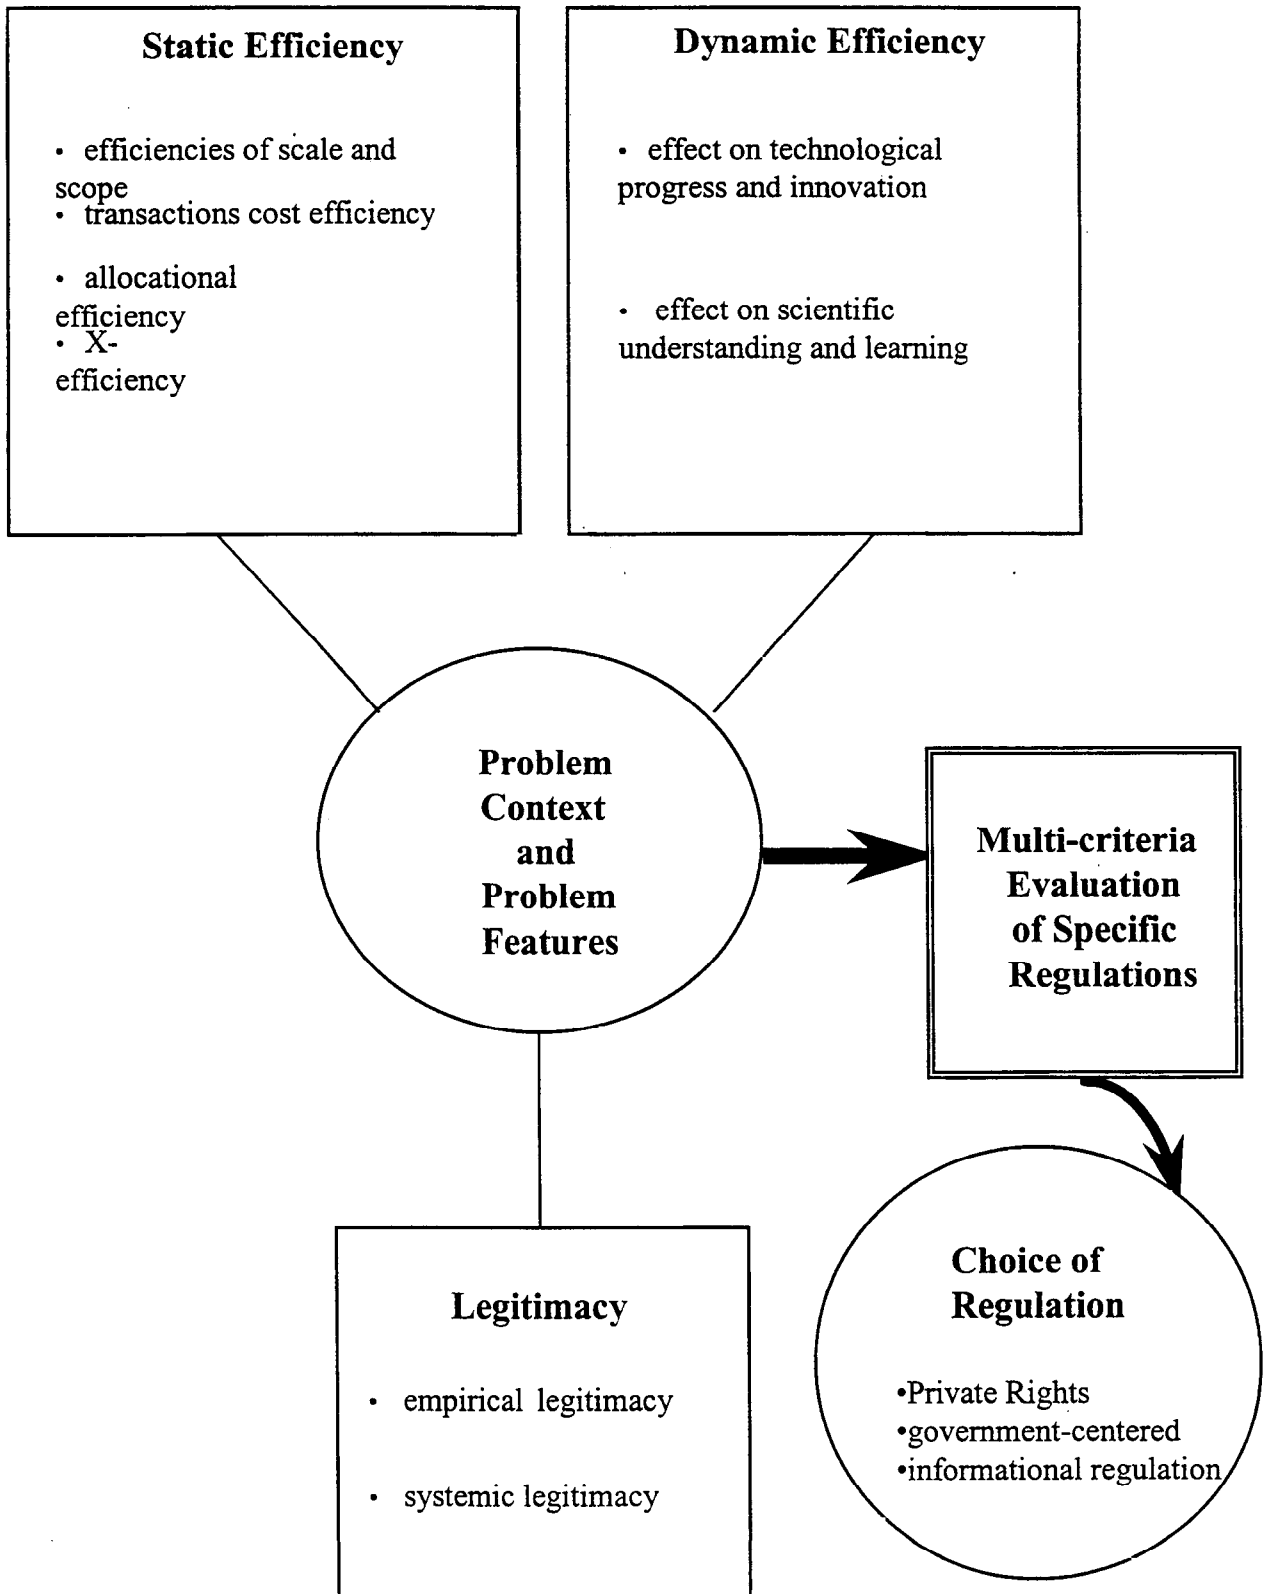 Static Efficiency
• efficiencies of scale and
scope
• transactions cost efficiency
• allocational
efficiency
• X-
efficiency
Dynamic Efficiency
• effect on technological
progress and innovation
• effect on scientific
understanding and learning
Problem
Context
and
Problem
Features
Multi-criteria
Evaluation
of Specific
Regulations
Legitimacy
• empirical legitimacy
• systemic legitimacy
Choice of
Regulation
•Private Rights
•government-centered
•informational regulation